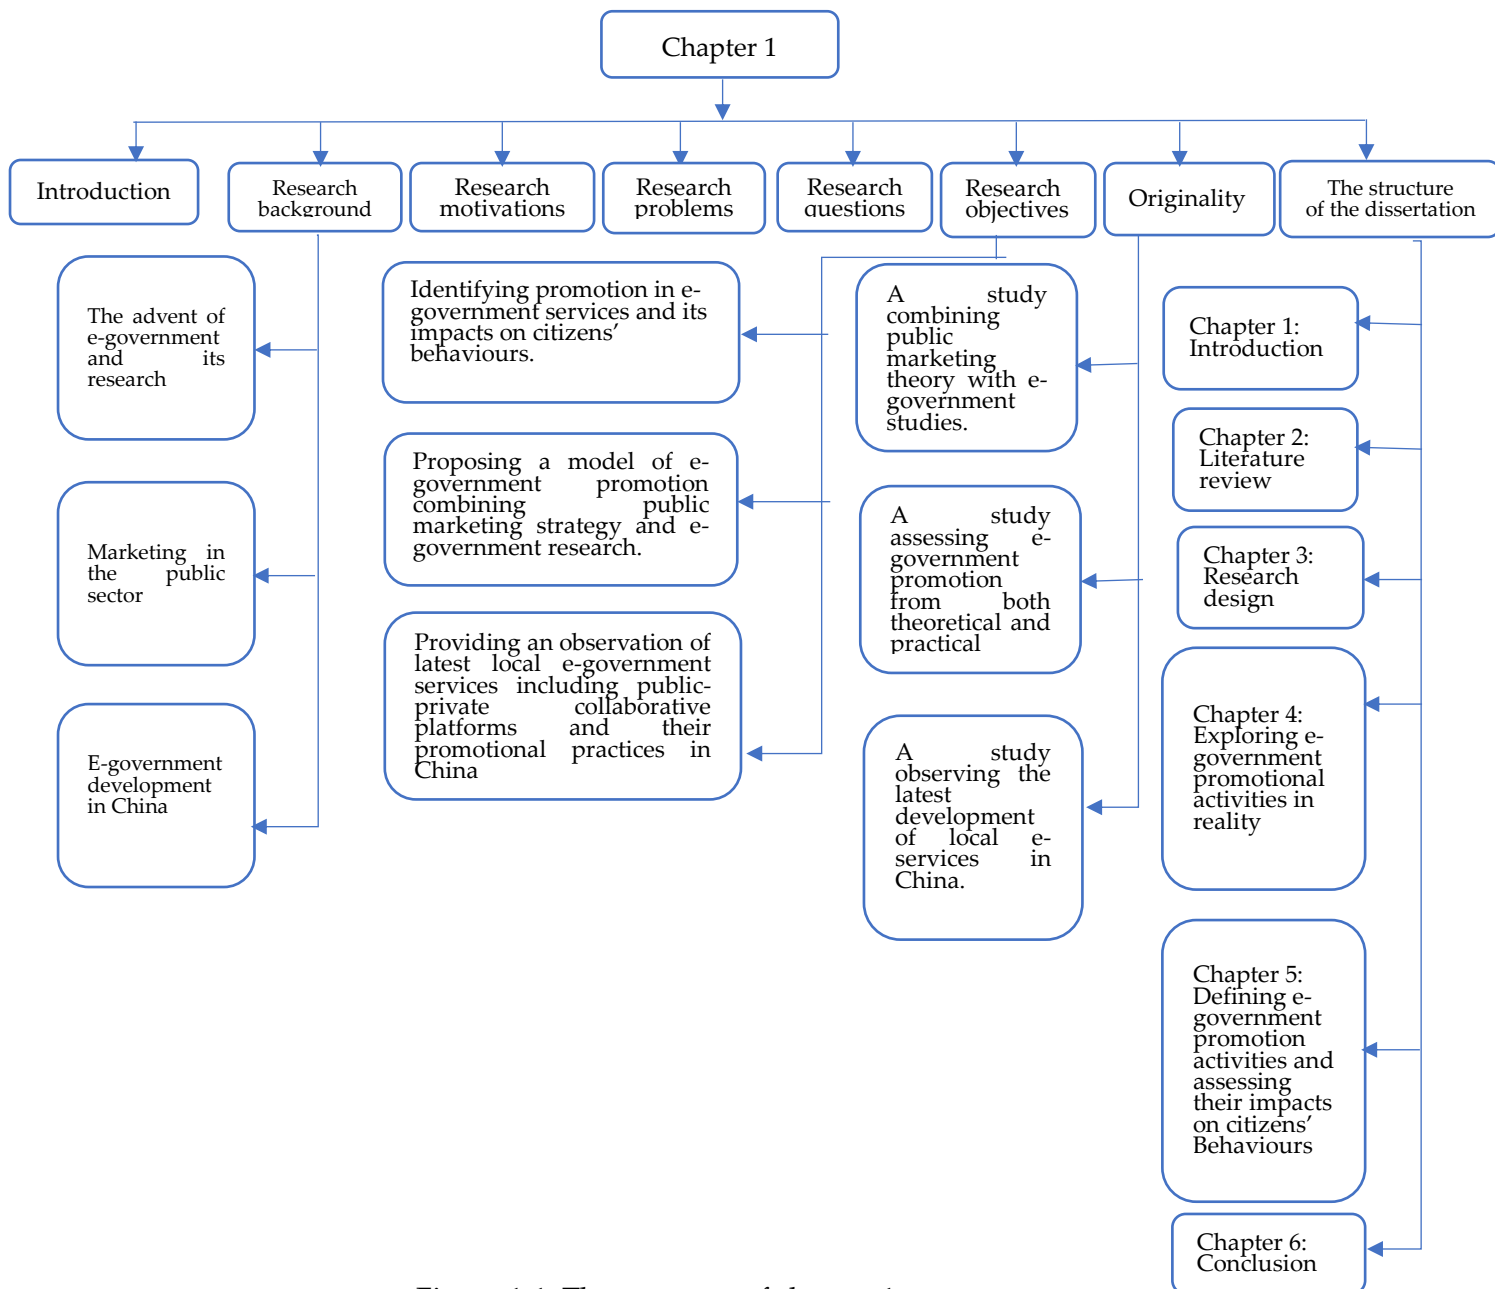 Chapter 1
Introduction
Research
background
Research
motivations
Research
problems
Research
questions
Research
objectives
Originality
The structure
of the dissertation
The advent of
e-government
and its
research
Marketing in
the public
sector
E-government
development
in China
Identifying promotion in e-
government services and its
impacts on citizens’
behaviours.
Proposing a model of e-
government promotion
combining public
marketing strategy and e-
government research.
Providing an observation of
latest local e-government
services including public-
private collaborative
platforms and their
promotional practices in
China
A study
combining
public
marketing
theory with e-
government
studies.
A study
assessing e-
government
promotion
from both
theoretical and
practical
A study
observing the
latest
development
of local e-
services in
China.
Chapter 1:
Introduction
Chapter 2:
Literature
review
Chapter 3:
Research
design
Chapter 4:
Exploring e-
government
promotional
activities in
reality
Chapter 5:
Defining e-
government
promotion
activities and
assessing
their impacts
on citizens’
Behaviours
Chapter 6:
Conclusion